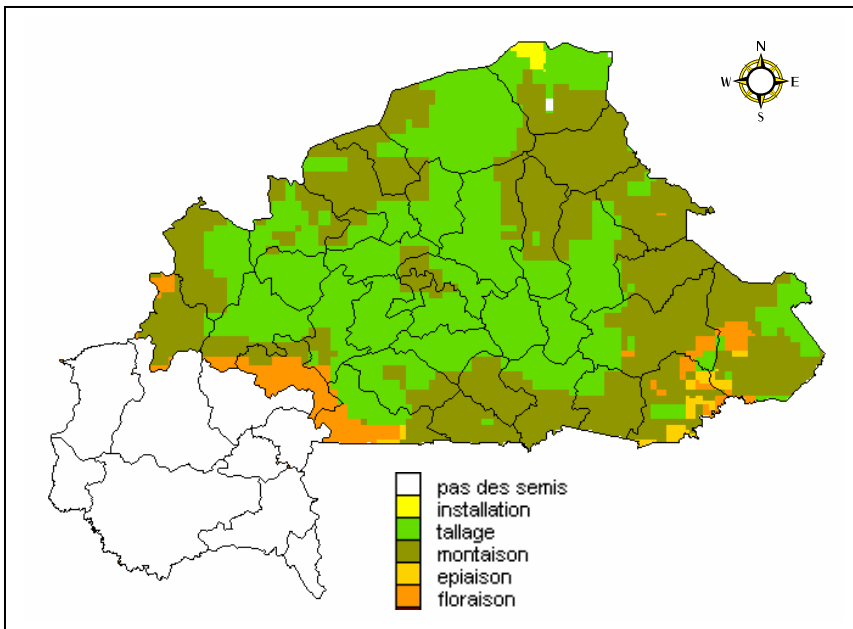 N
W E
S
pas des semis
installation
tallage
montaison
epiaison
floraison